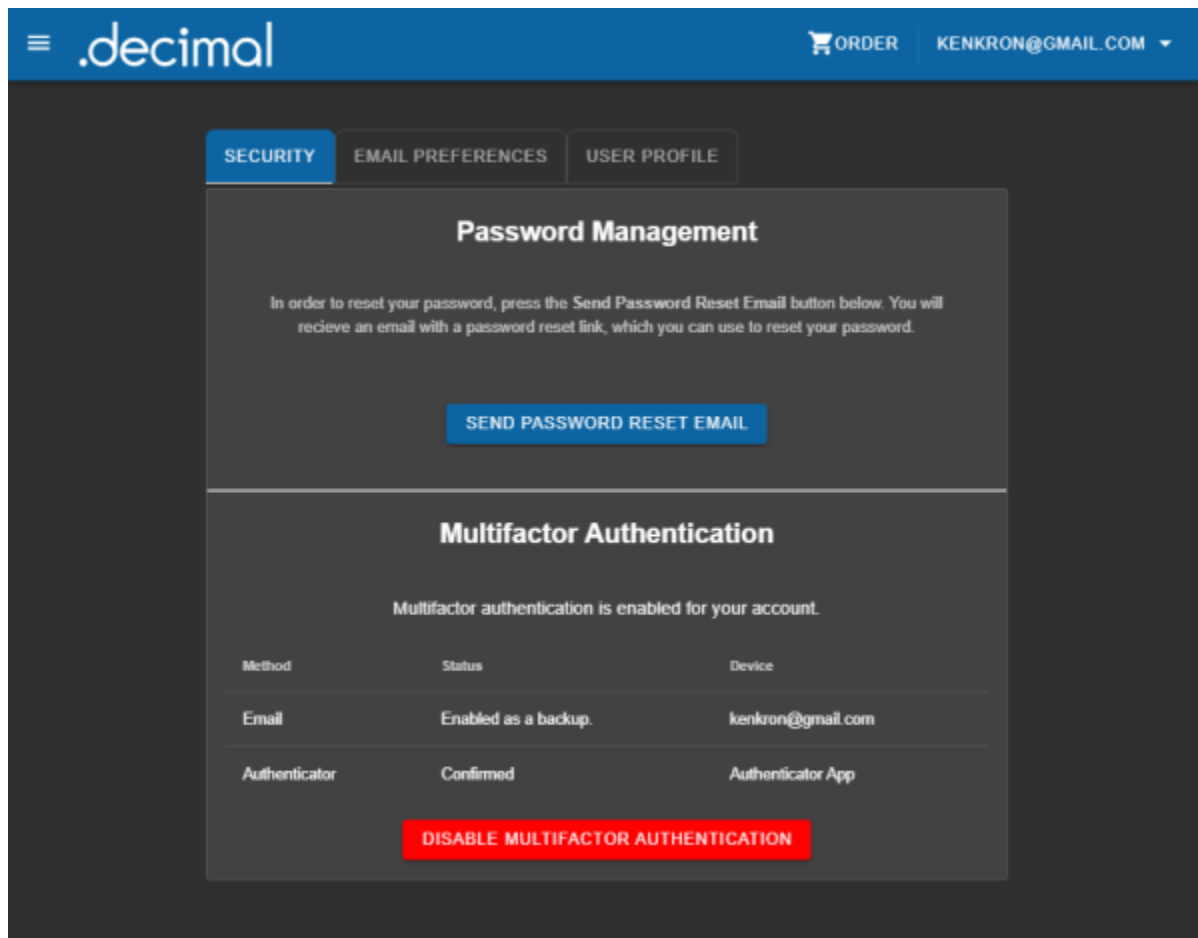 .decimal
ORDER
KENKRON@GMAIL.COM
SECURITY
EMAIL PREFERENCES
USER PROFILE
Password Management
In order to reset your password, press the Send Password Reset Email button below. You will
recieve an email with a password reset link, which you can use to reset your password.
SEND PASSWORD RESET EMAIL
Multifactor Authentication
Multifactor authentication is enabled for your account.
Method Status Device
Email Enabled as a backup. kenkron@gmail.com
Authenticator Confirmed Authenticator App
DISABLE MULTIFACTOR AUTHENTICATION